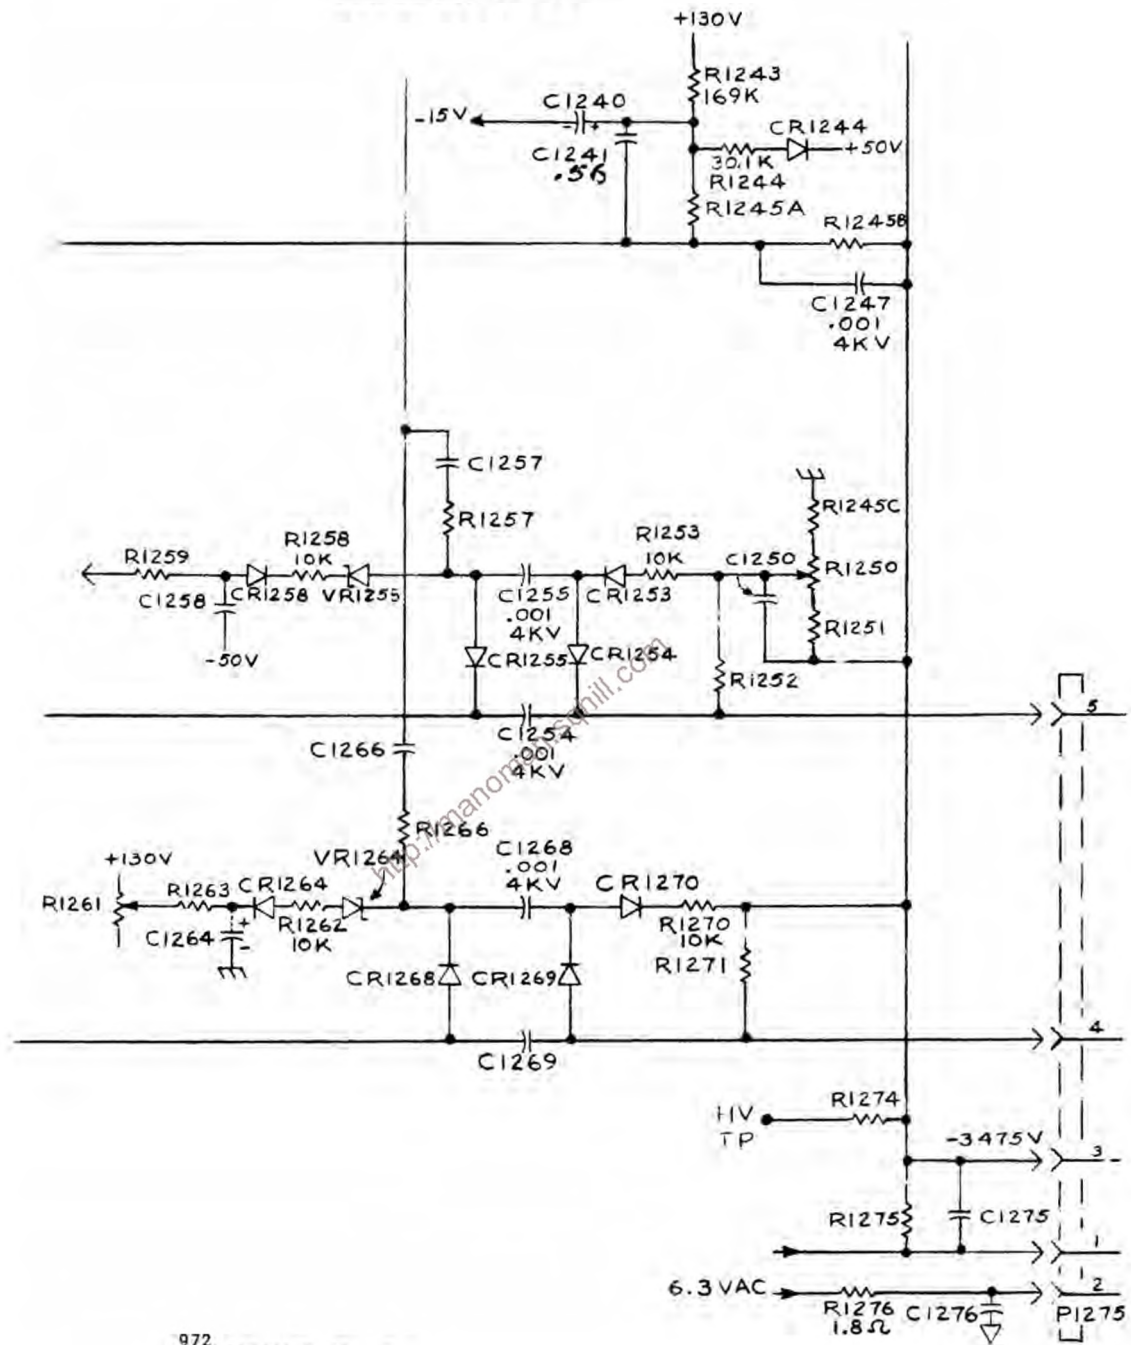 +130V
R1243
169K
C1240
-15V
- +
C1241
.56
CR1244
+50V
30.1K
R1244
R1245A
R1245B
C1247
.001
4KV
C1257
R1257
R1245C
R1253
10K
C1250
R1250
R1251
R1259
R1258
10K
C1258
CR1258
VR1255
C1255
.001
4KV
CR1253
-50V
CR1255
CR1254
R1252
5
C1254
.001
4KV
C1266
R1266
+130V
VR1264
C1268
.001
4KV
R1261
R1263
CR1264
CR1270
C1264
+
-
R1262
10K
R1270
10K
R1271
CR1268
CR1269
4
C1269
R1274
HV
TP
-3475V
3
R1275
C1275
1
6.3 VAC
2
R1276
1.8Ω
C1276
P1275
972
http://manoman.sqhill.com